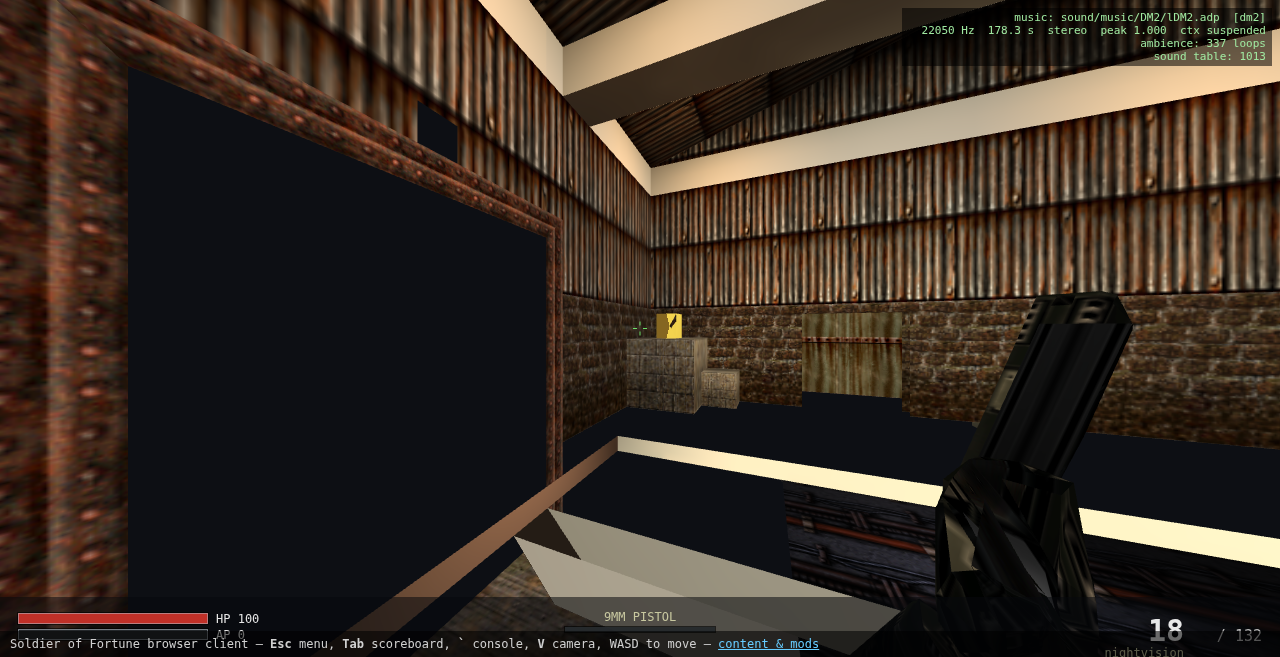 music: sound/music/DM2/lDM2.adp  [dm2]
22050 Hz  178.3 s  stereo  peak 1.000  ctx suspended
ambience: 337 loops
sound table: 1013
HP 100
AP 0
9MM PISTOL
18 / 132
nightvision
Soldier of Fortune browser client — Esc menu, Tab scoreboard, ` console, V camera, WASD to move — content & mods